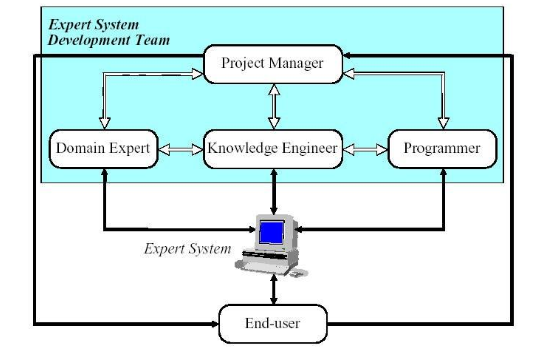 Expert System
Development Team
Project Manager
Domain Expert
Knowledge Engineer
Programmer
Expert System
End-user